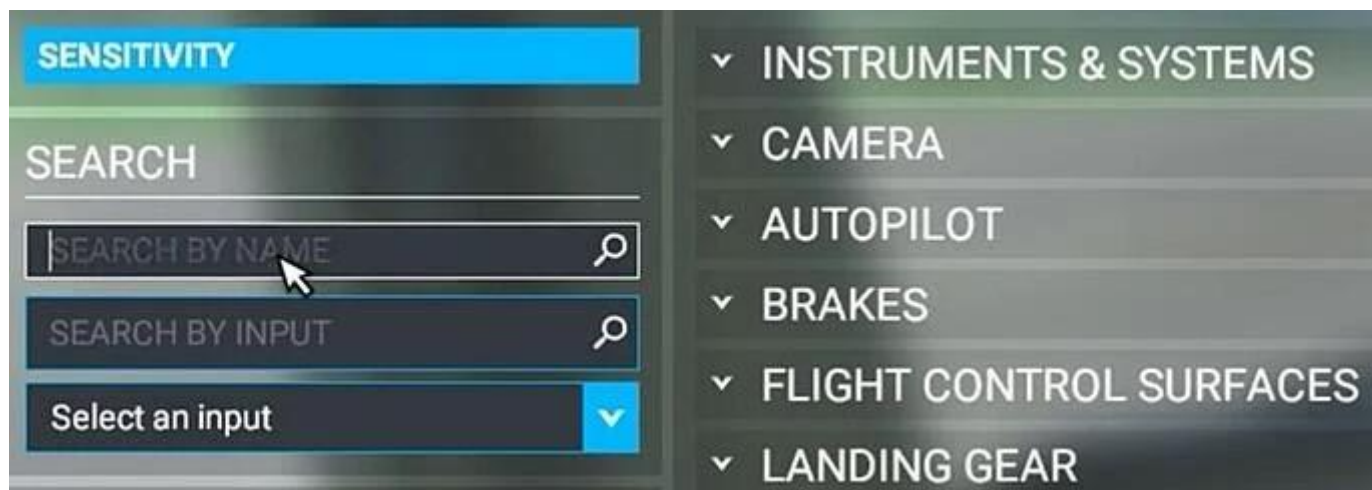 SENSITIVITY
SEARCH
SEARCH BY NAME
SEARCH BY INPUT
Select an input
INSTRUMENTS & SYSTEMS
CAMERA
AUTOPILOT
BRAKES
FLIGHT CONTROL SURFACES
LANDING GEAR